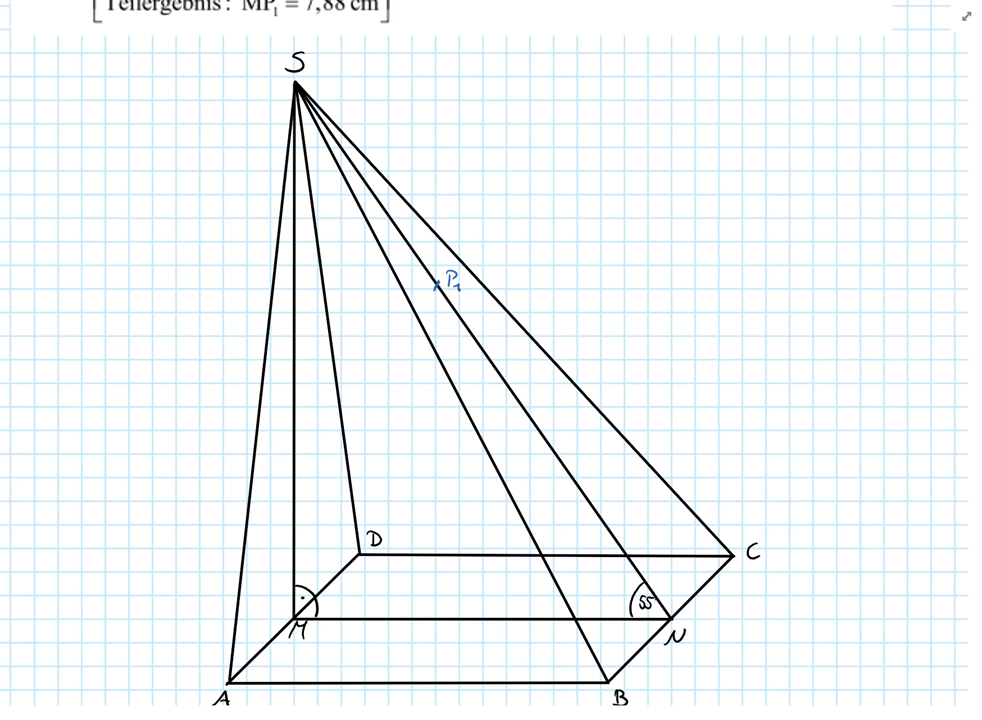 [Teilergebnis: MP₁ = 7,88 cm]
S
P₁
D
C
55
M
N
A
B